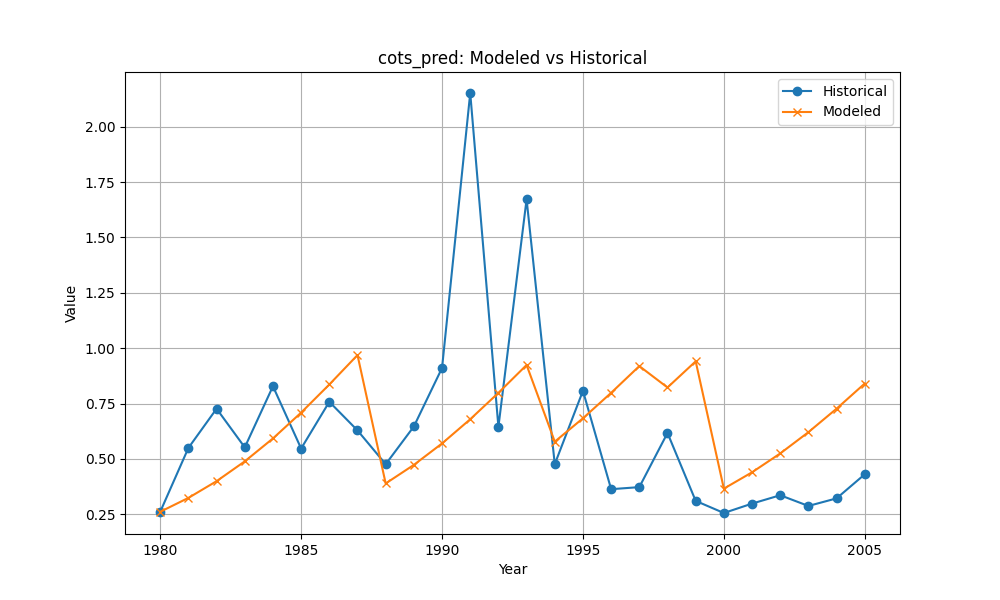 cots_pred: Modeled vs Historical
Historical
Modeled
2.00
1.75
1.50
1.25
1.00
0.75
0.50
0.25
Value
1980 1985 1990 1995 2000 2005
Year